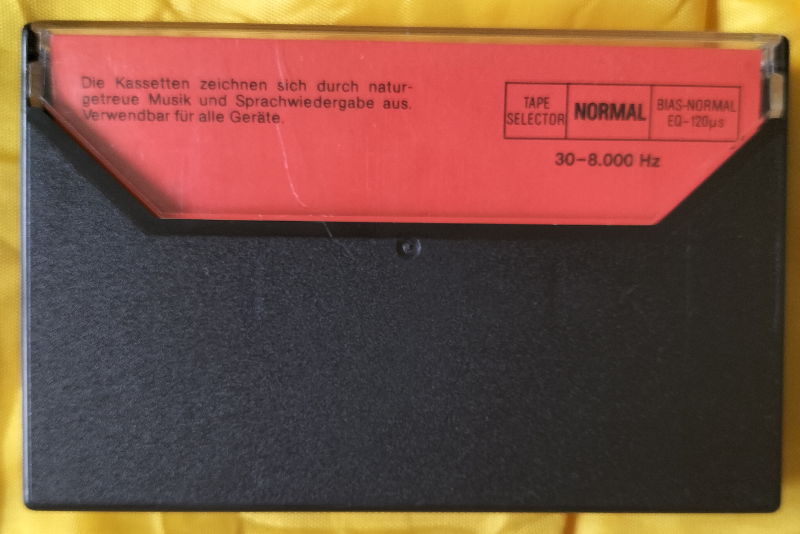 Die Kassetten zeichnen sich durch natur-
getreue Musik und Sprachwiedergabe aus.
Verwendbar für alle Geräte.
TAPE SELECTOR NORMAL BIAS-NORMAL EQ-120µs
30-8.000 Hz